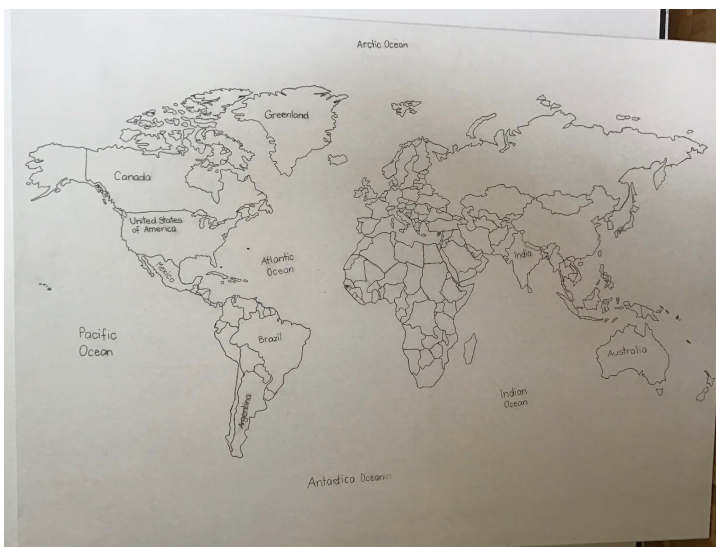 Arctic Ocean
Greenland
Canada
United States
of America
Mexico
Atlantic
Ocean
India
Pacific
Ocean
Brazil
Australia
Argentina
Indian
Ocean
Antartica Ocean